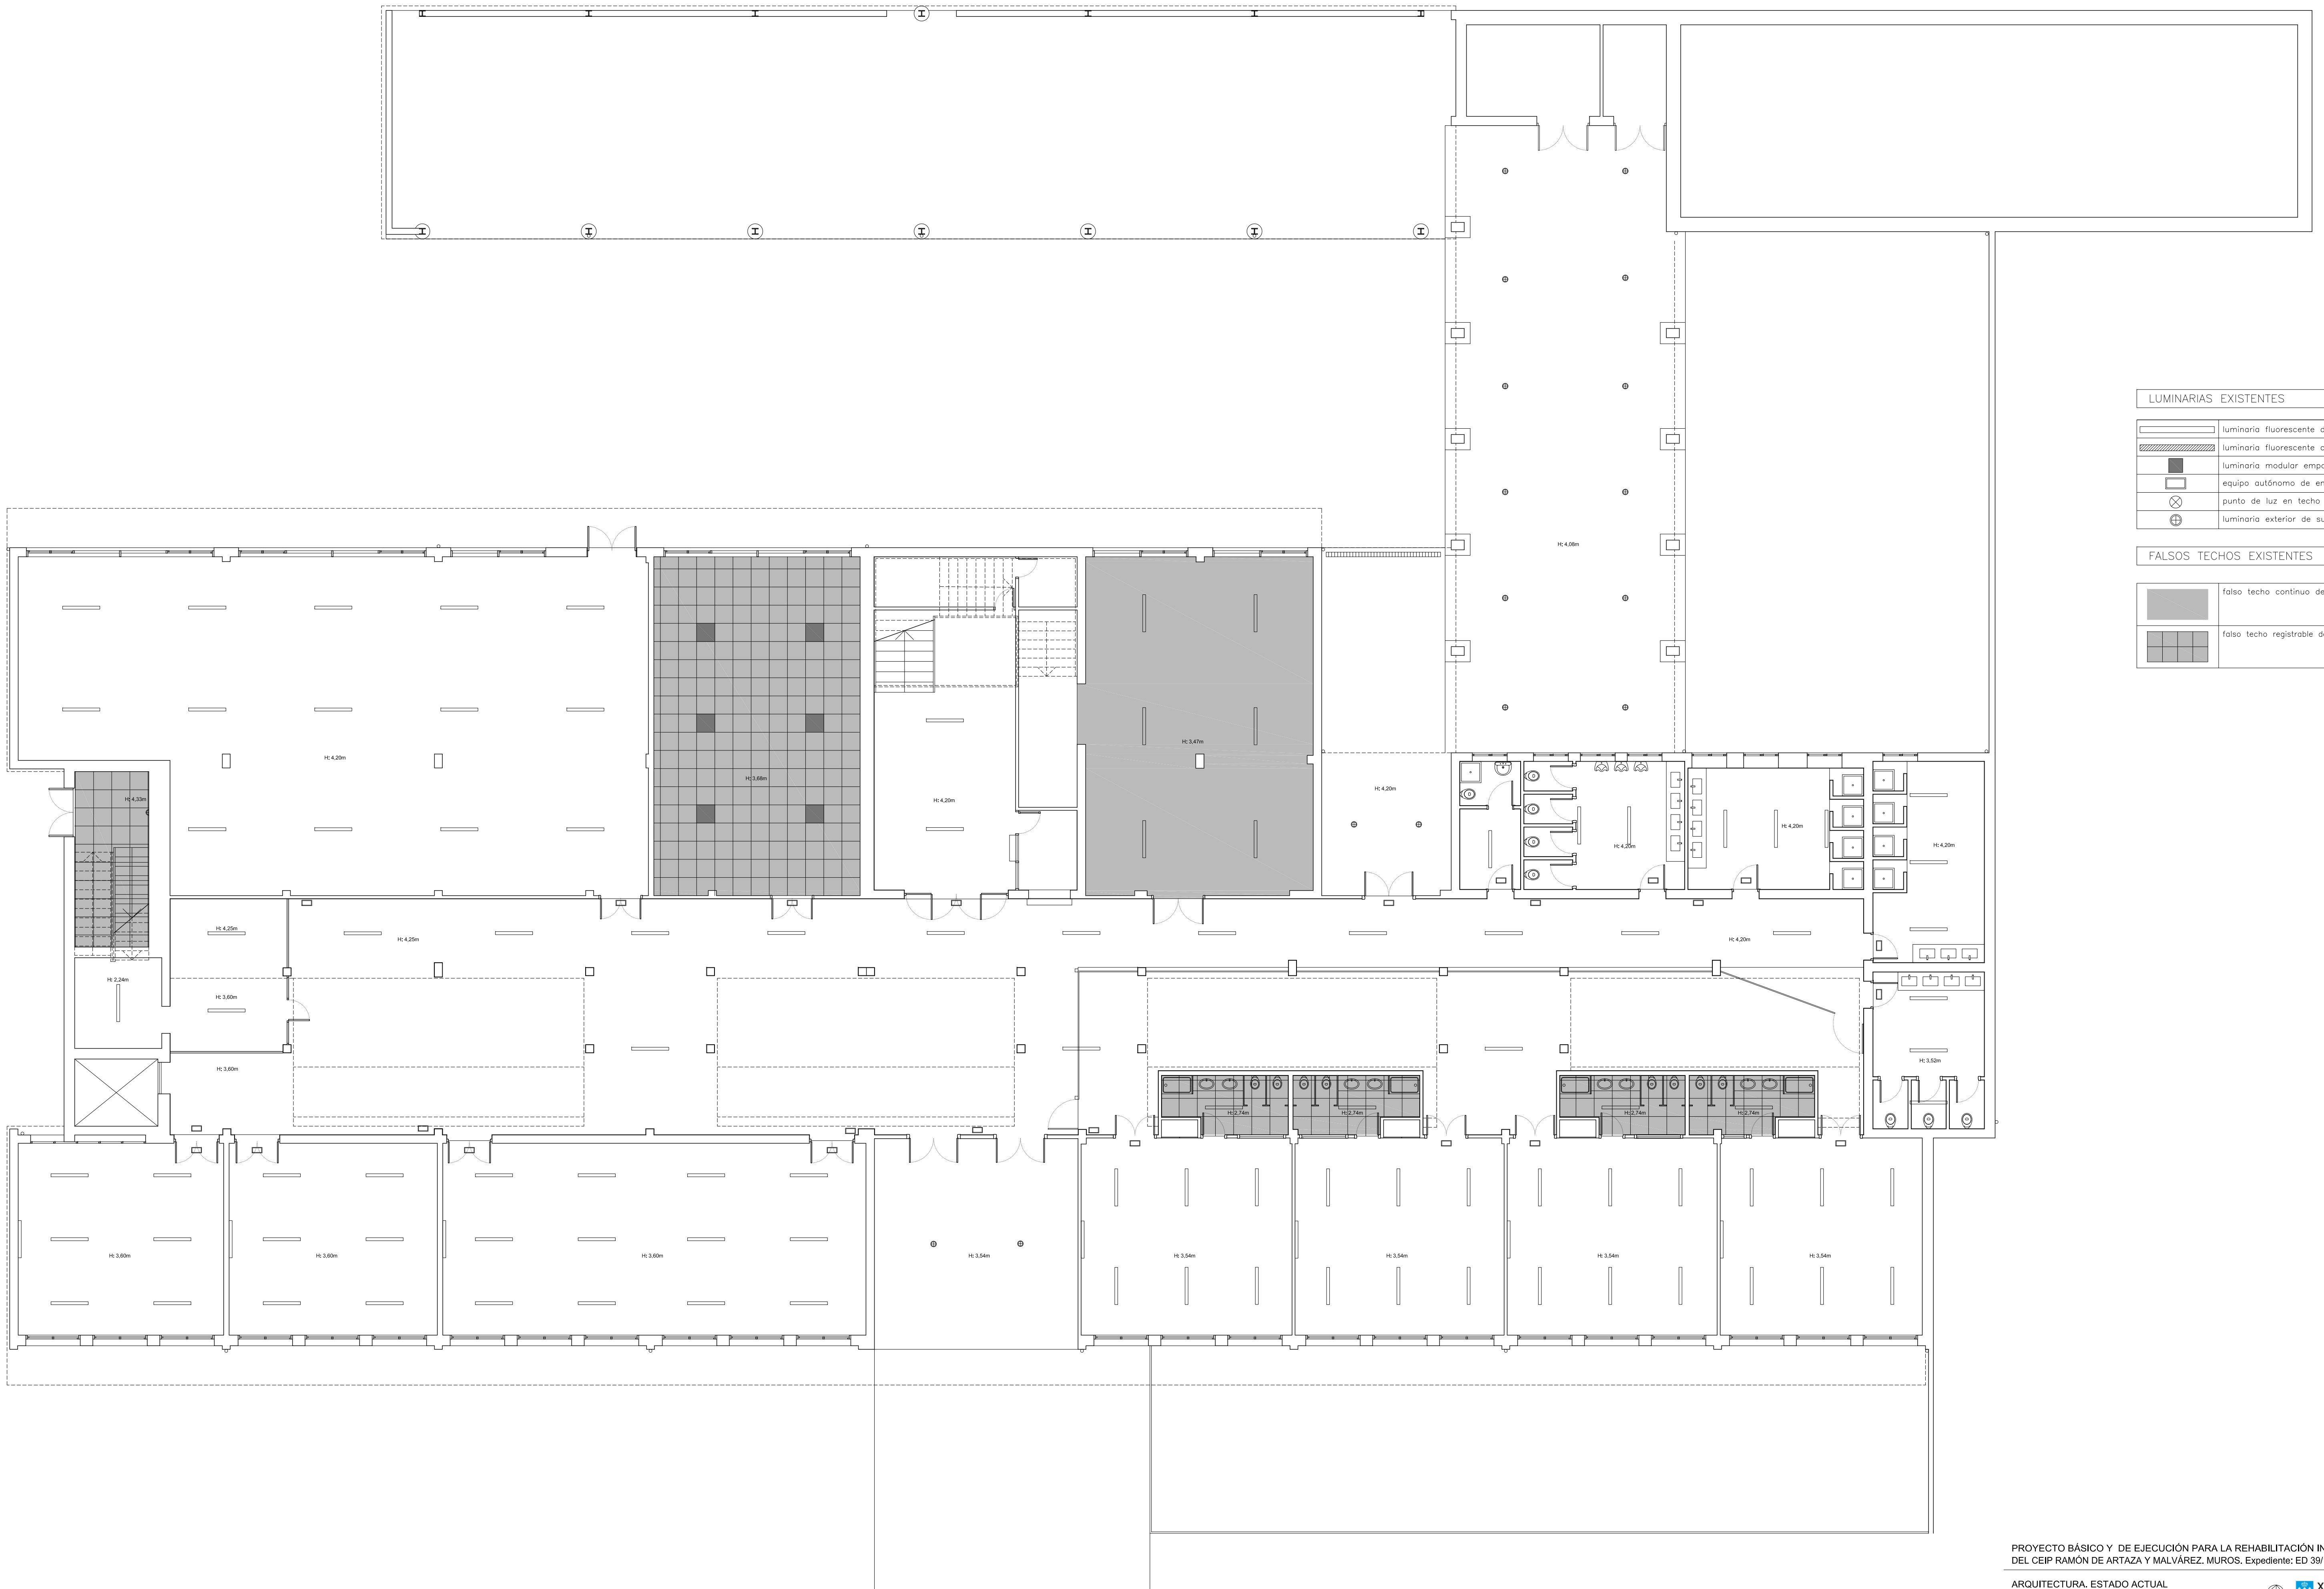 LUMINARIAS EXISTENTES
luminaria fluorescente
luminaria fluorescente
luminaria modular
equipo autónomo de
punto de luz en techo
luminaria exterior de
FALSOS TECHOS EXISTENTES
falso techo continuo
falso techo registrable
H: 4,08m
H: 3,47m
H: 4,20m
H: 3,88m
H: 4,20m
H: 4,20m
H: 4,33m
H: 4,20m
H: 4,20m
H: 4,20m
H: 4,25m
H: 4,25m
H: 4,20m
H: 2,24m
H: 3,60m
H: 3,52m
H: 3,60m
H: 2,74m
H: 2,74m
H: 2,74m
H: 2,74m
H: 3,60m
H: 3,60m
H: 3,60m
H: 3,54m
H: 3,54m
H: 3,54m
H: 3,54m
H: 3,54m
PROYECTO BÁSICO Y DE EJECUCIÓN PARA LA REHABILITACIÓN
DEL CEIP RAMÓN DE ARTAZA Y MALVÁREZ. MUROS. Expediente: ED 39/
ARQUITECTURA. ESTADO ACTUAL